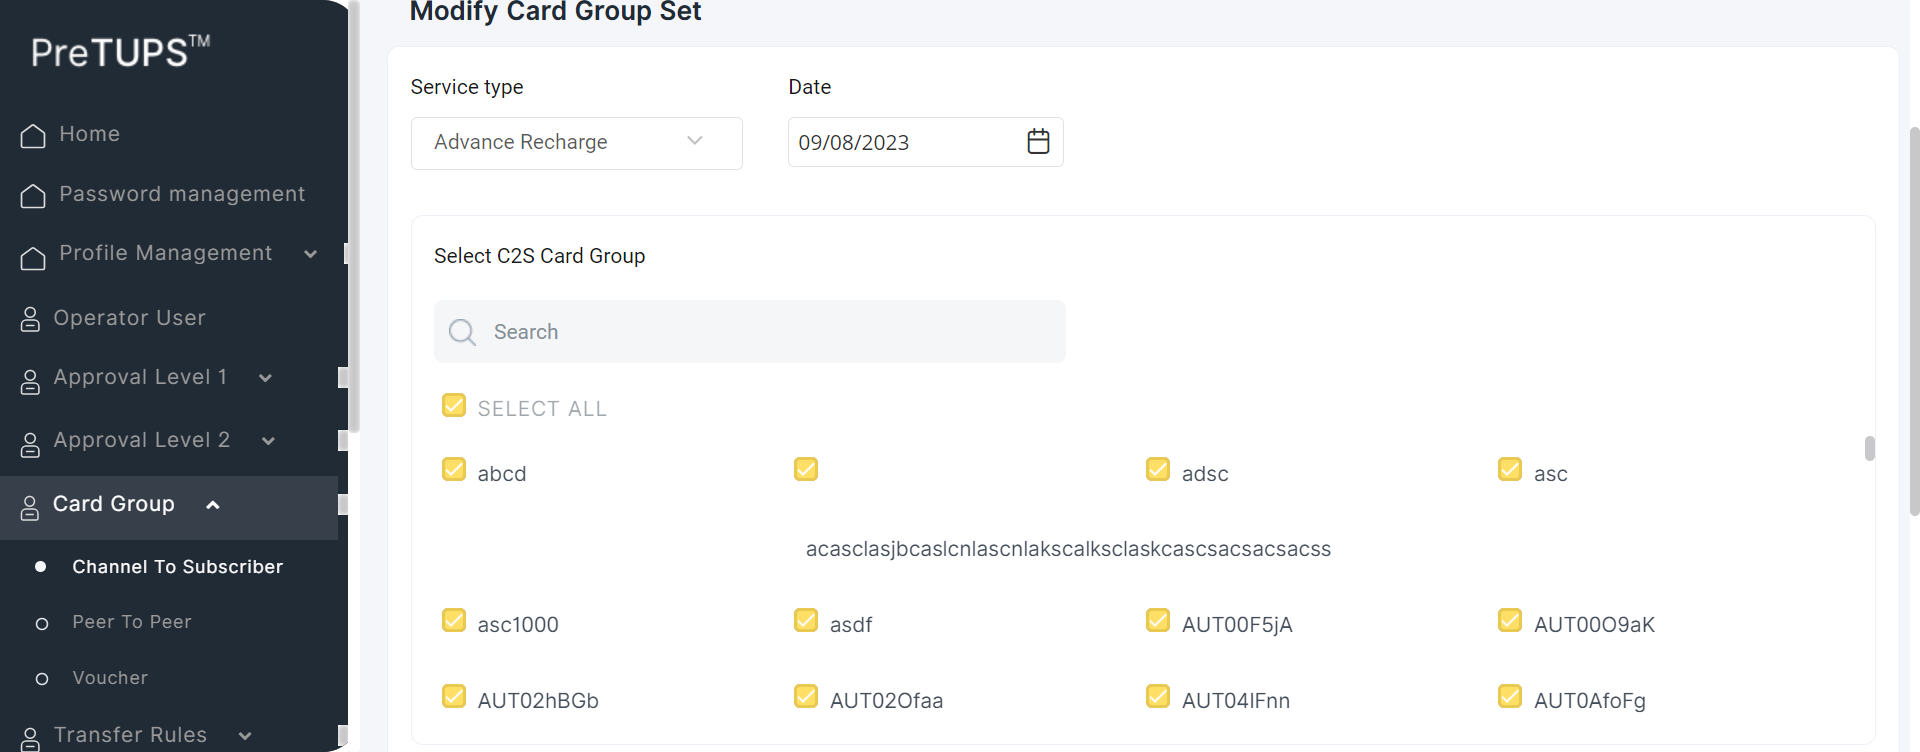 PreTUPS™
Home
Password management
Profile Management
Operator User
Approval Level 1
Approval Level 2
Card Group
Channel To Subscriber
Peer To Peer
Voucher
Transfer Rules
Modify Card Group Set
Service type
Date
Advance Recharge
09/08/2023
Select C2S Card Group
Search
SELECT ALL
abcd
adsc
asc
acasclasjbcaslcnlascnlakscalksclaskcascsacsacsacss
asc1000
asdf
AUT00F5jA
AUT00O9aK
AUT02hBGb
AUT02Ofaa
AUT04lFnn
AUT0AfoFg